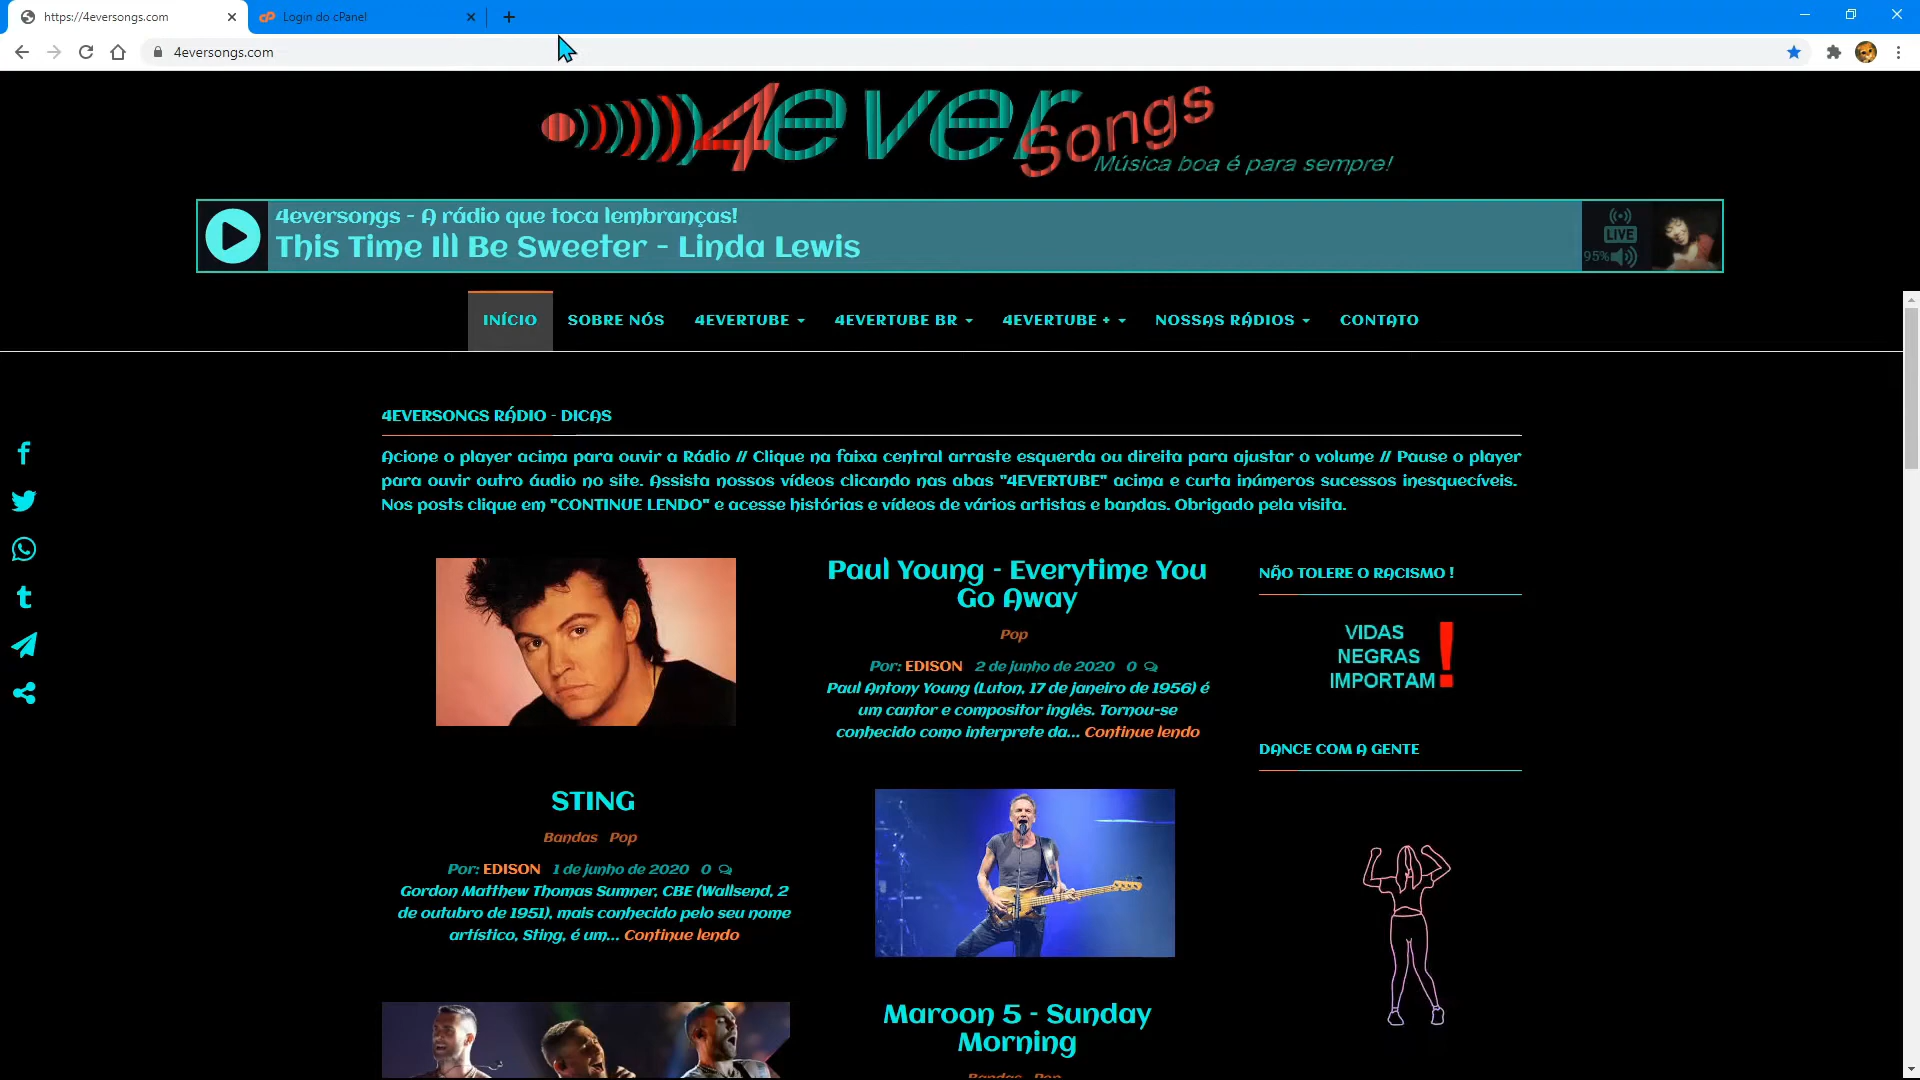 https://4eversongs.com
Login do cPanel
4eversongs.com
4ever Songs
Música boa é para sempre!
4eversongs - A rádio que toca lembranças!
This Time Ill Be Sweeter - Linda Lewis
LIVE
95%
INÍCIO SOBRE NÓS 4EVERTUBE 4EVERTUBE BR 4EVERTUBE + NOSSAS RÁDIOS CONTATO
4EVERSONGS RÁDIO - DICAS
Acione o player acima para ouvir a Rádio // Clique na faixa central arraste esquerda ou direita para ajustar o volume // Pause o player
para ouvir outro áudio no site. Assista nossos vídeos clicando nas abas "4EVERTUBE" acima e curta inúmeros sucessos inesquecíveis.
Nos posts clique em "CONTINUE LENDO" e acesse histórias e vídeos de vários artistas e bandas. Obrigado pela visita.
Paul Young - Everytime You
Go Away
Pop
Por: EDISON 2 de junho de 2020 0
Paul Antony Young (Luton, 17 de janeiro de 1956) é
um cantor e compositor inglês. Tornou-se
conhecido como interprete da... Continue lendo
NÃO TOLERE O RACISMO !
VIDAS
NEGRAS
IMPORTAM !
DANCE COM A GENTE
STING
Bandas Pop
Por: EDISON 1 de junho de 2020 0
Gordon Matthew Thomas Sumner, CBE (Wallsend, 2
de outubro de 1951), mais conhecido pelo seu nome
artístico, Sting, é um... Continue lendo
Maroon 5 - Sunday
Morning
Bandas Pop